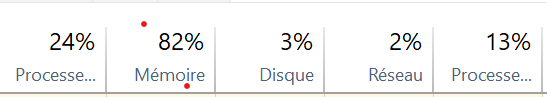 24% 82% 3% 2% 13%
Processe... Mémoire Disque Réseau Processe...